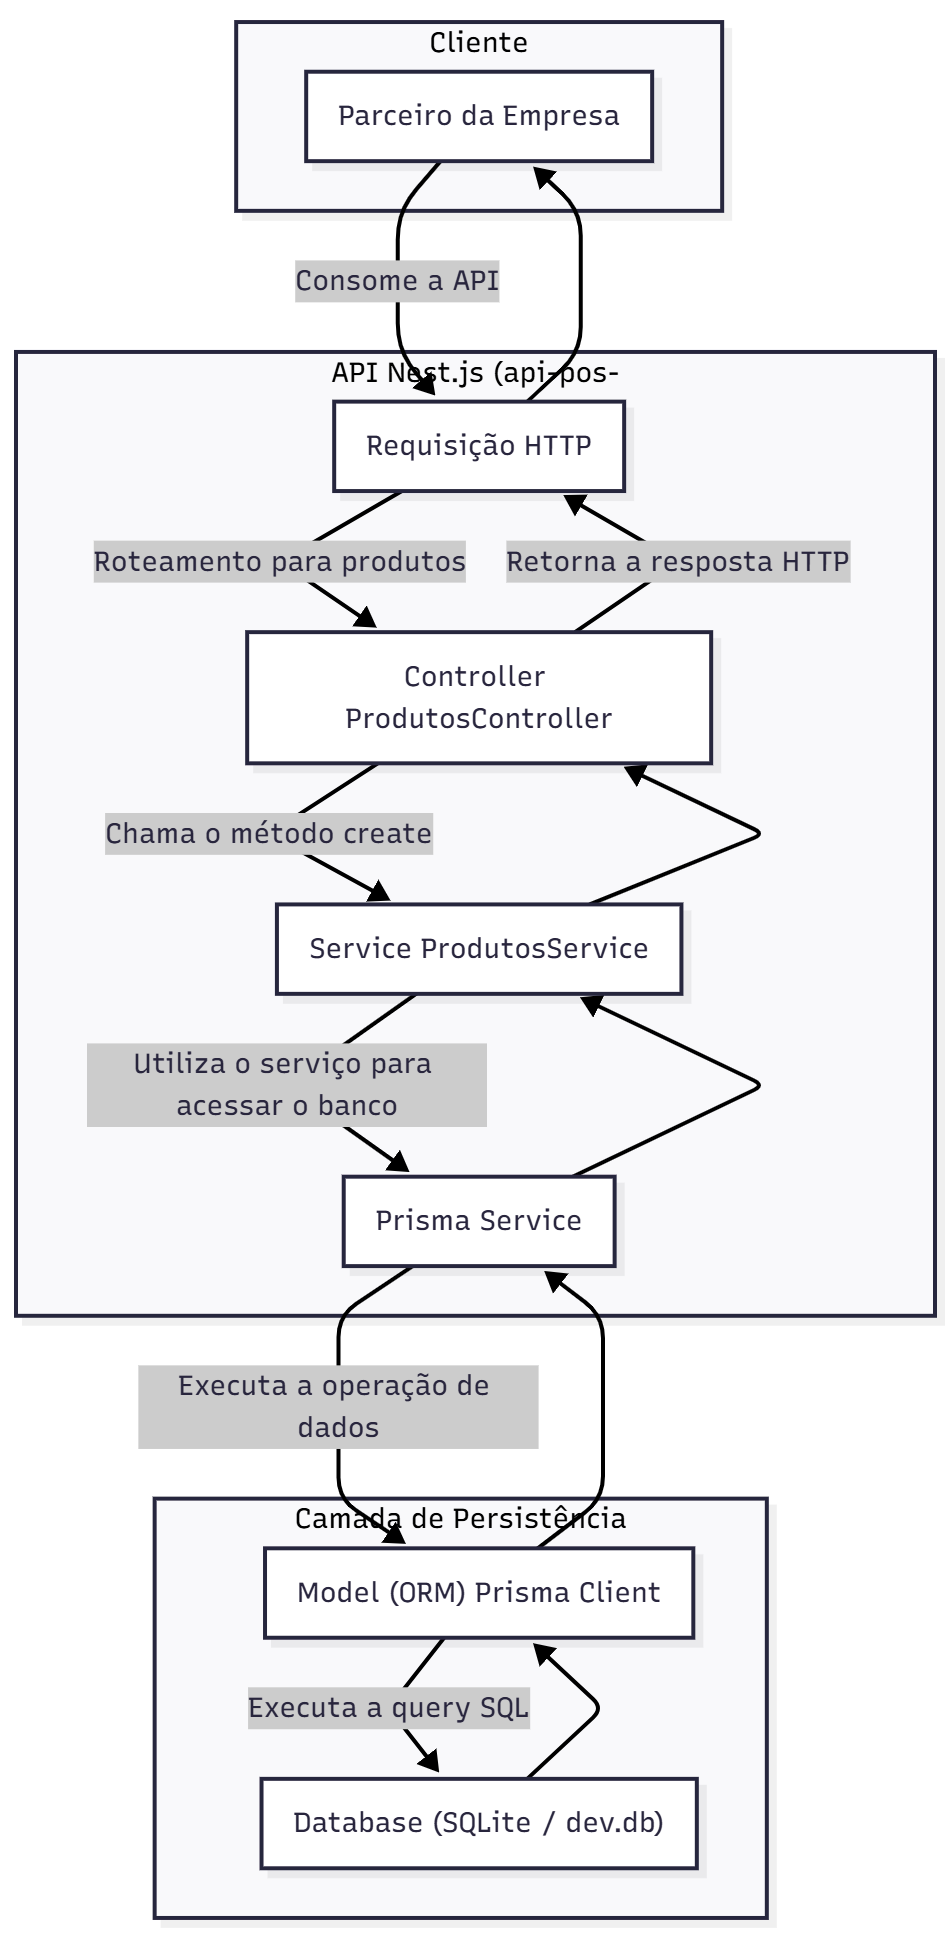 Cliente
Parceiro da Empresa
Consome a API
API Nest.js (api-pos-
Requisição HTTP
Roteamento para produtos
Retorna a resposta HTTP
Controller
ProdutosController
Chama o método create
Service ProdutosService
Utiliza o serviço para
acessar o banco
Prisma Service
Executa a operação de
dados
Camada de Persistência
Model (ORM) Prisma Client
Executa a query SQL
Database (SQLite / dev.db)